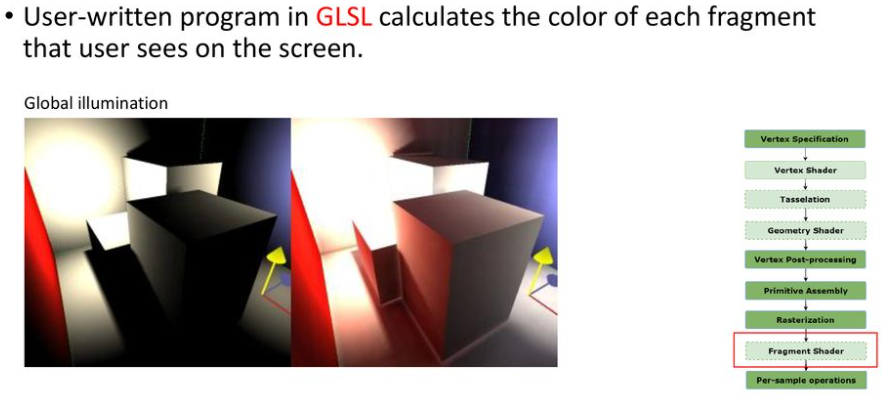 • User-written program in GLSL calculates the color of each fragment
that user sees on the screen.
Global illumination
Vertex Specification
Vertex Shader
Tasselation
Geometry Shader
Vertex Post-processing
Primitive Assembly
Rasterization
Fragment Shader
Per-sample operations